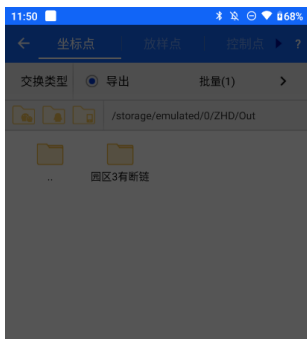 11:50 68%
坐标点 放样点 控制点 ?
交换类型 导出 批量(1)
/storage/emulated/0/ZHD/Out
.. 园区3有断链